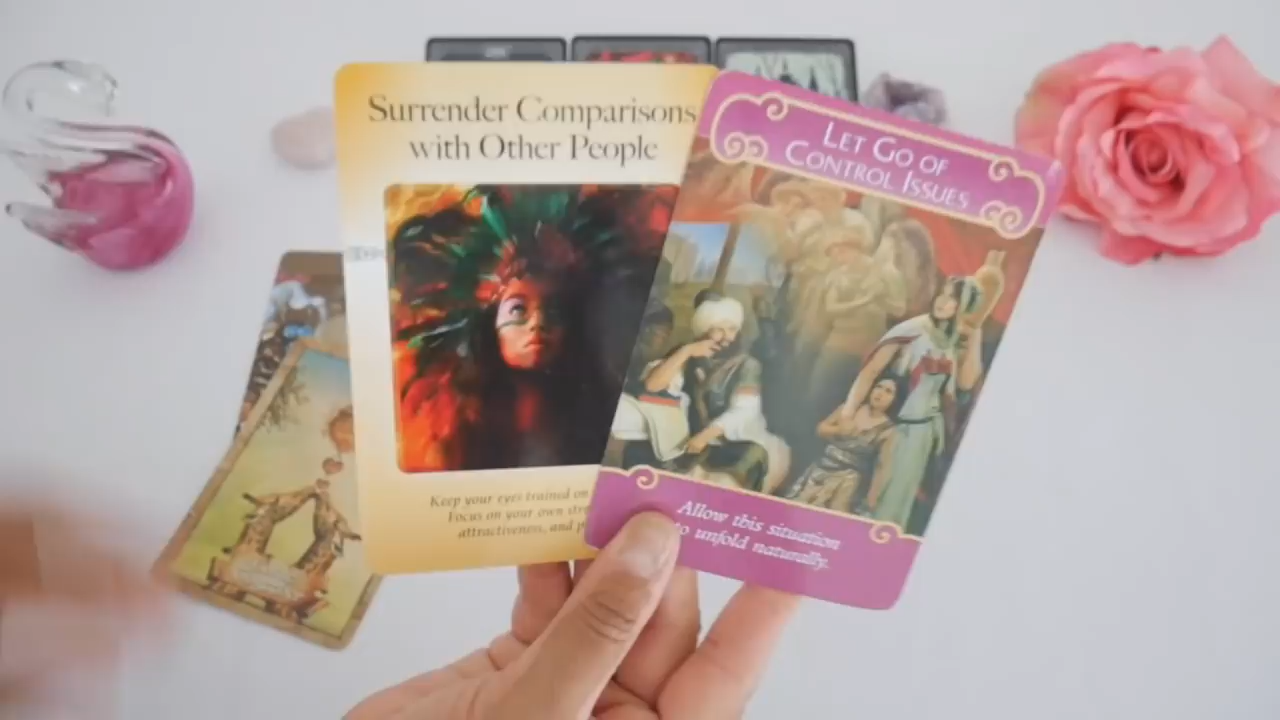 Surrender Comparisons
with Other People
LET GO OF
CONTROL ISSUES
Keep your eyes trained on
Focus on your own
attractiveness, and
Allow this situation
to unfold naturally.